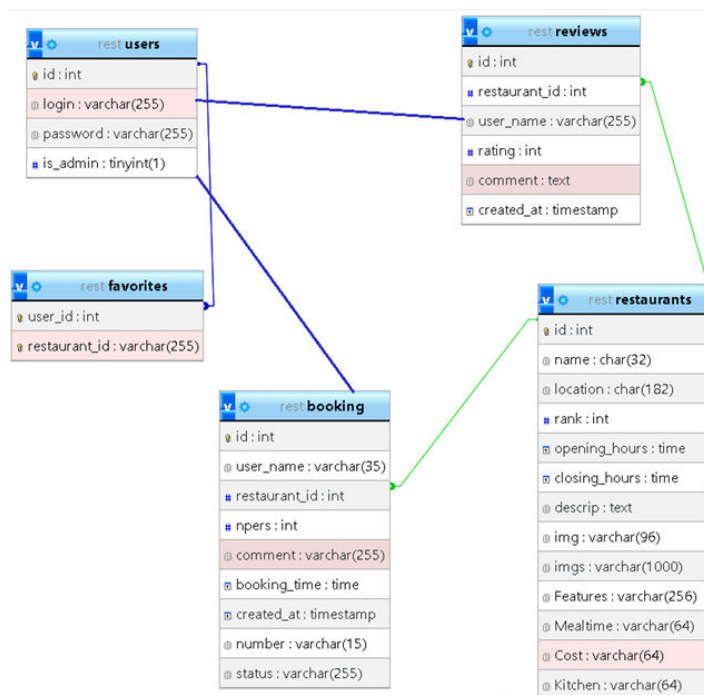 rest users
id : int
login : varchar(255)
password : varchar(255)
is_admin : tinyint(1)
rest reviews
id : int
restaurant_id : int
user_name : varchar(255)
rating : int
comment : text
created_at : timestamp
rest favorites
user_id : int
restaurant_id : varchar(255)
rest restaurants
id : int
name : char(32)
location : char(182)
rank : int
opening_hours : time
closing_hours : time
descrip : text
img : varchar(96)
imgs : varchar(1000)
Features : varchar(256)
Mealtime : varchar(64)
Cost : varchar(64)
Kitchen : varchar(64)
rest booking
id : int
user_name : varchar(35)
restaurant_id : int
npers : int
comment : varchar(255)
booking_time : time
created_at : timestamp
number : varchar(15)
status : varchar(255)